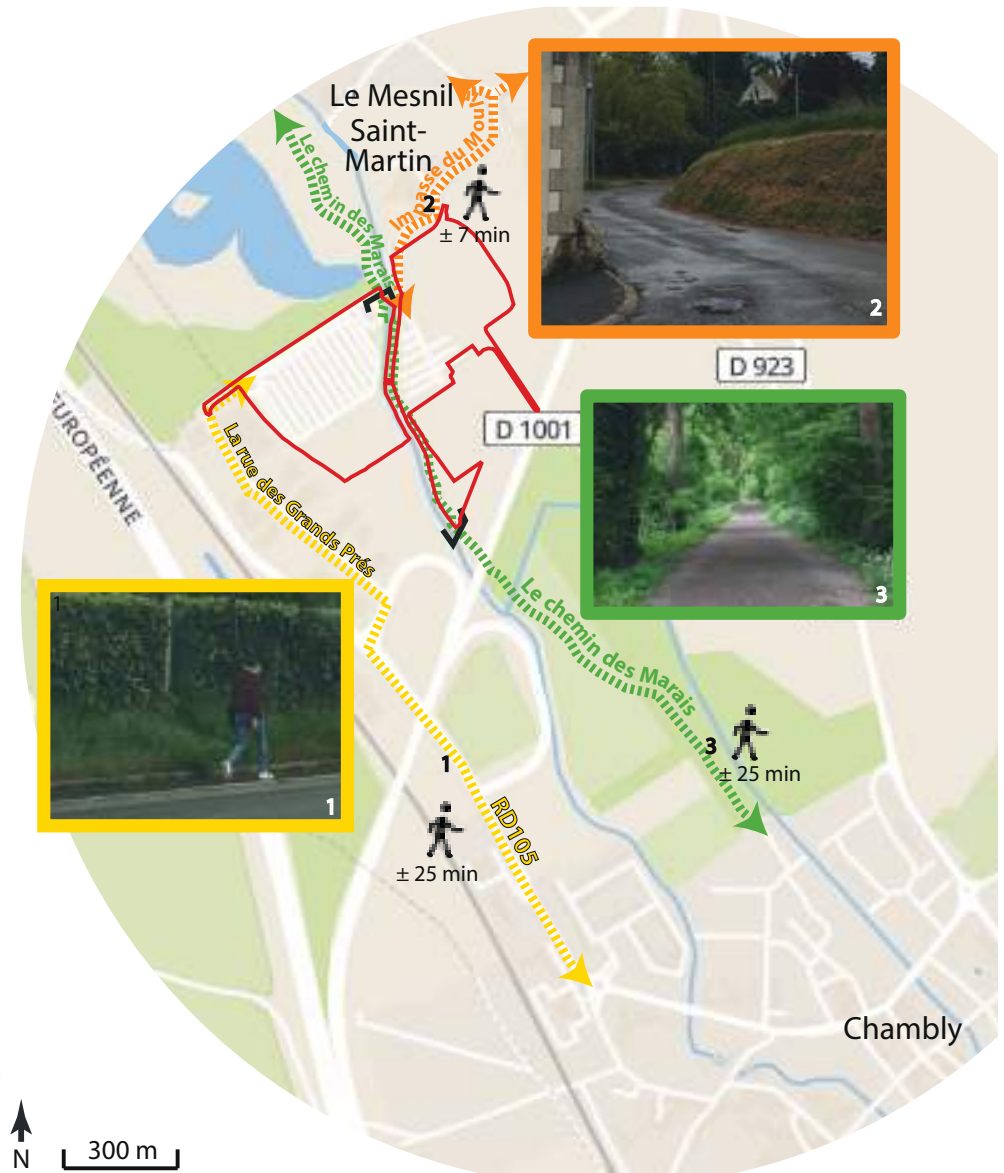 Le Mesnil
Saint-
Martin
Impasse du Moulin
Le chemin des Marais
2
± 7 min
2
D 923
D 1001
EUROPÉENNE
La rue des Grands Prés
3
1
1
Le chemin des Marais
3
± 25 min
1
RD105
± 25 min
Chambly
N
300 m